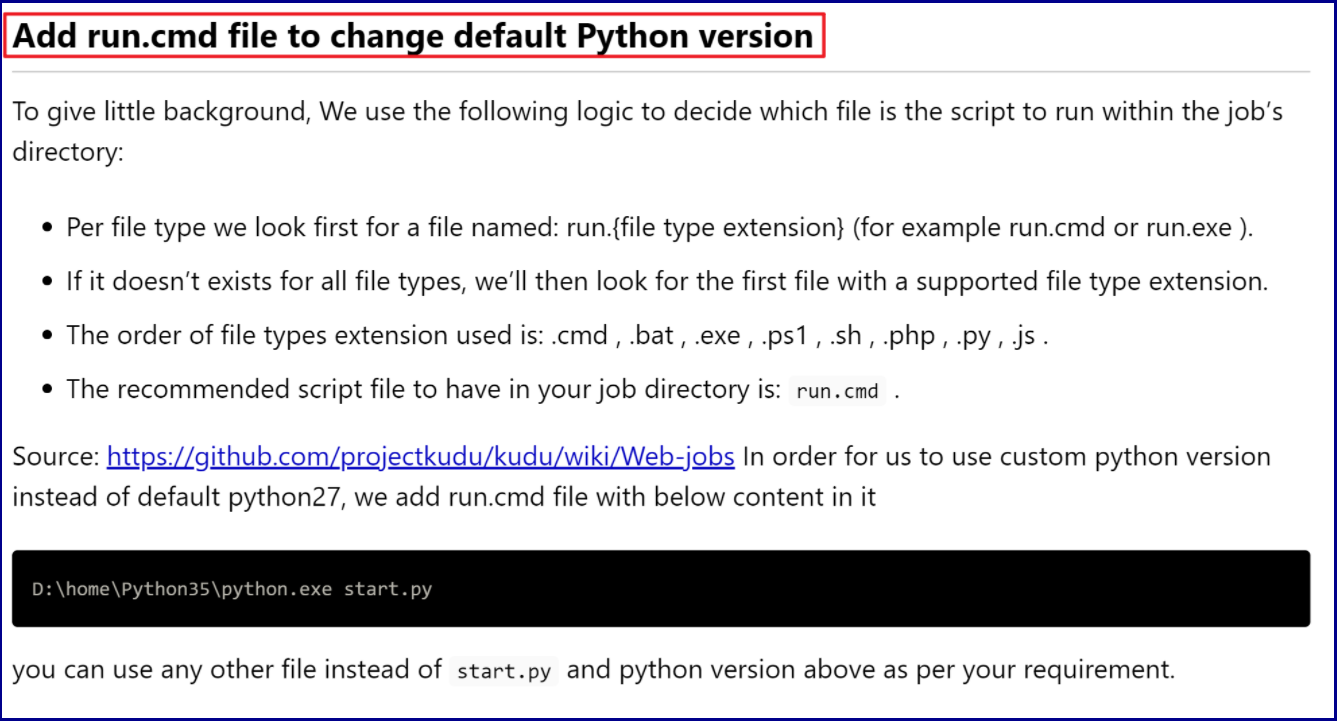 Add run.cmd file to change default Python version
To give little background, We use the following logic to decide which file is the script to run within the job’s
directory:
• Per file type we look first for a file named: run.{file type extension} (for example run.cmd or run.exe ).
• If it doesn’t exists for all file types, we’ll then look for the first file with a supported file type extension.
• The order of file types extension used is: .cmd , .bat , .exe , .ps1 , .sh , .php , .py , .js .
• The recommended script file to have in your job directory is: run.cmd .
Source: https://github.com/projectkudu/kudu/wiki/Web-jobs In order for us to use custom python version
instead of default python27, we add run.cmd file with below content in it
D:\home\Python35\python.exe start.py
you can use any other file instead of start.py and python version above as per your requirement.